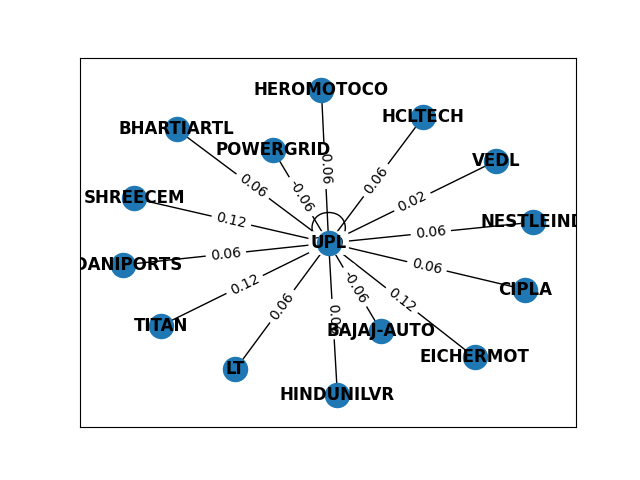 HEROMOTOCO
HCLTECH
BHARTIARTL
POWERGRID
VEDL
0.06
0.06
0.06
-0.06
SHREECEM
0.02
NESTLEIND
0.12
0.06
UPL
0.06
DANIPORTS
0.06
CIPLA
0.12
-0.06
0.12
0.06
TITAN
BAJAJ-AUTO
EICHERMOT
LT
HINDUNILVR